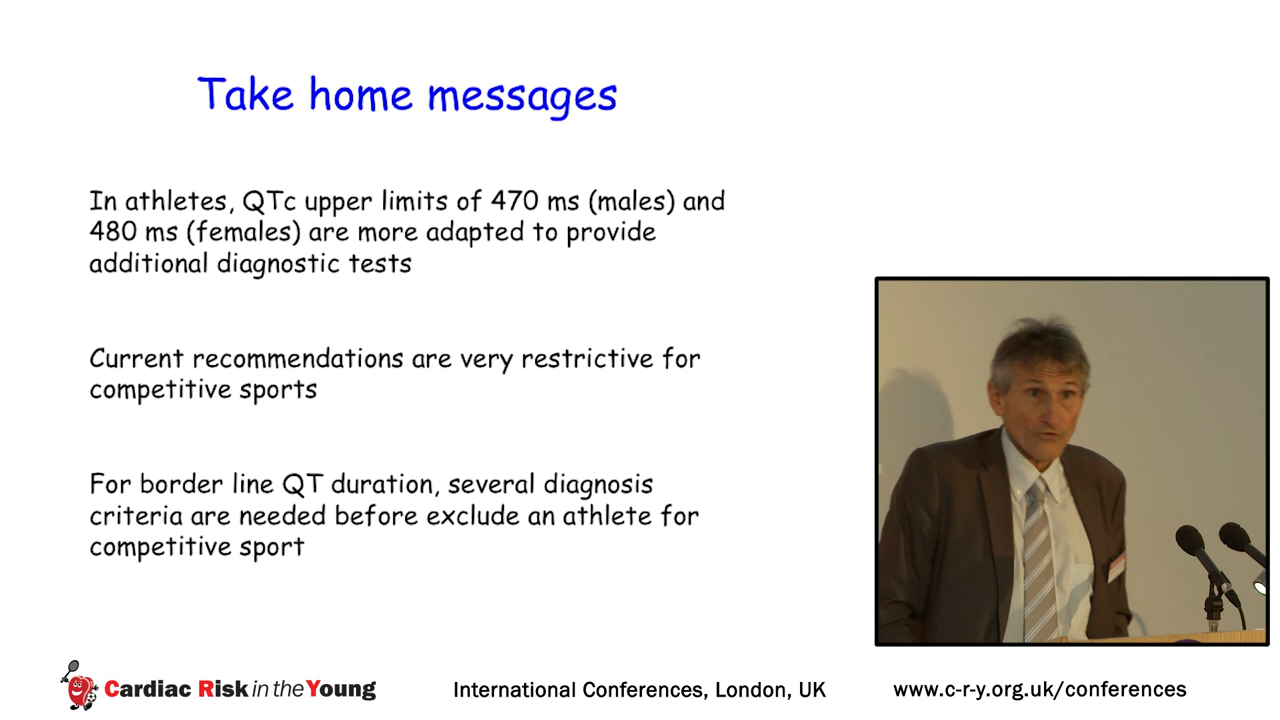 Take home messages
In athletes, QTc upper limits of 470 ms (males) and
480 ms (females) are more adapted to provide
additional diagnostic tests
Current recommendations are very restrictive for
competitive sports
For border line QT duration, several diagnosis
criteria are needed before exclude an athlete for
competitive sport
Cardiac Risk in the Young
International Conferences, London, UK
www.c-r-y.org.uk/conferences